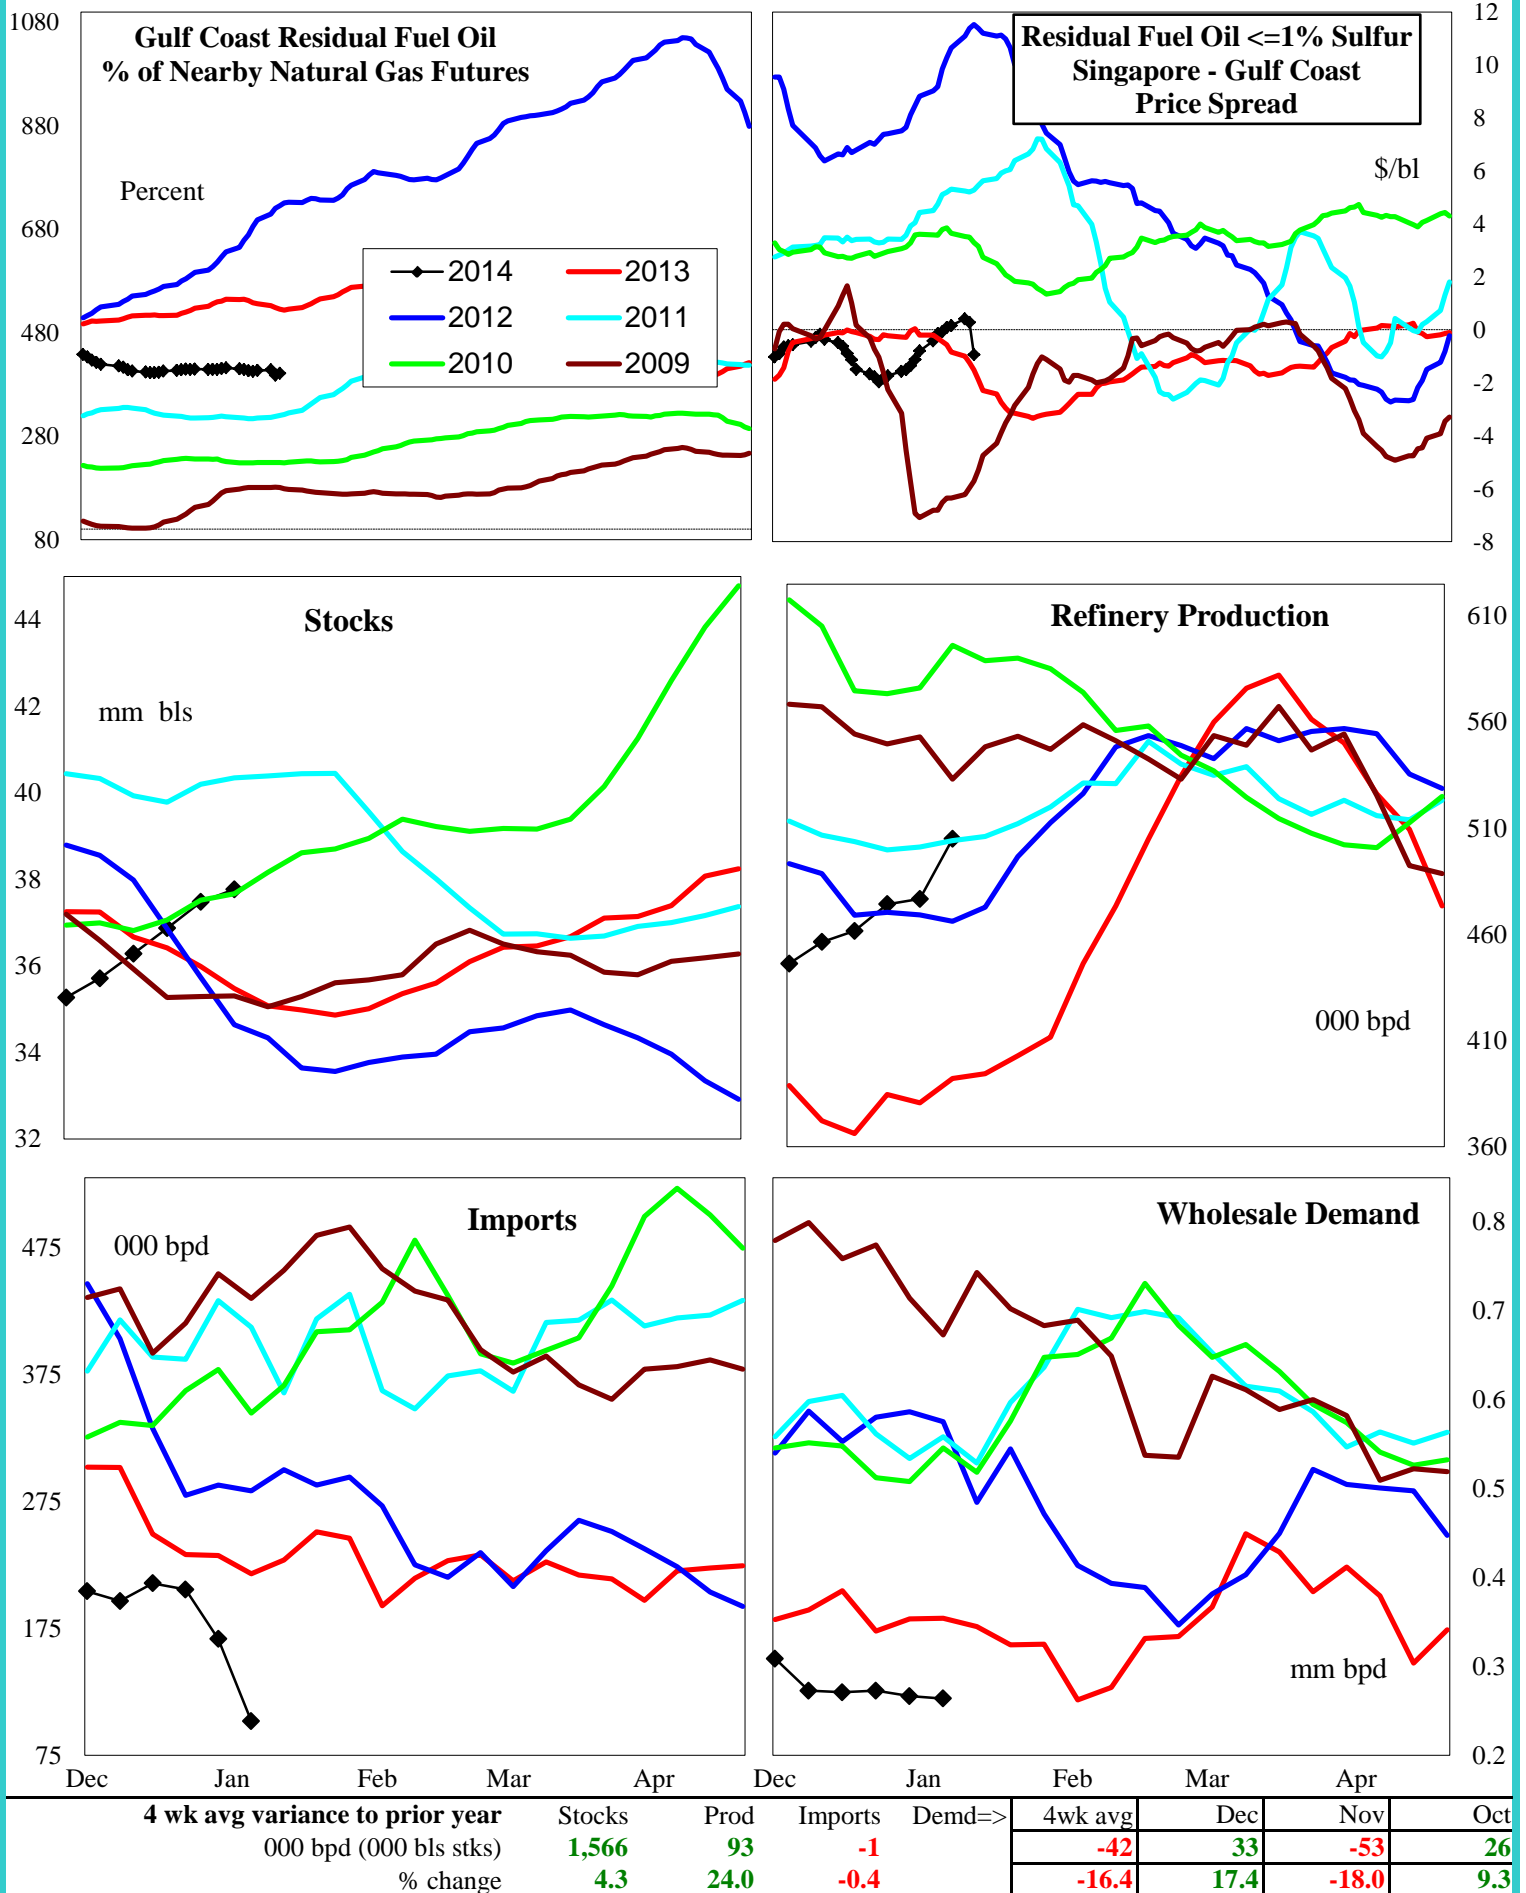 Gulf Coast Residual Fuel Oil
% of Nearby Natural Gas Futures
Percent
1080
880
680
480
280
80
2014 2013
2012 2011
2010 2009
Residual Fuel Oil <=1% Sulfur
Singapore - Gulf Coast
Price Spread
$/bl
12
10
8
6
4
2
0
-2
-4
-6
-8
Stocks
mm bls
44
42
40
38
36
34
32
Refinery Production
000 bpd
610
560
510
460
410
360
Imports
000 bpd
475
375
275
175
75
Dec Jan Feb Mar Apr
Wholesale Demand
mm bpd
0.8
0.7
0.6
0.5
0.4
0.3
0.2
Dec Jan Feb Mar Apr
4 wk avg variance to prior year Stocks Prod Imports Demd=> 4wk avg Dec Nov Oct
000 bpd (000 bls stks) 1,566 93 -1 -42 33 -53 26
% change 4.3 24.0 -0.4 -16.4 17.4 -18.0 9.3